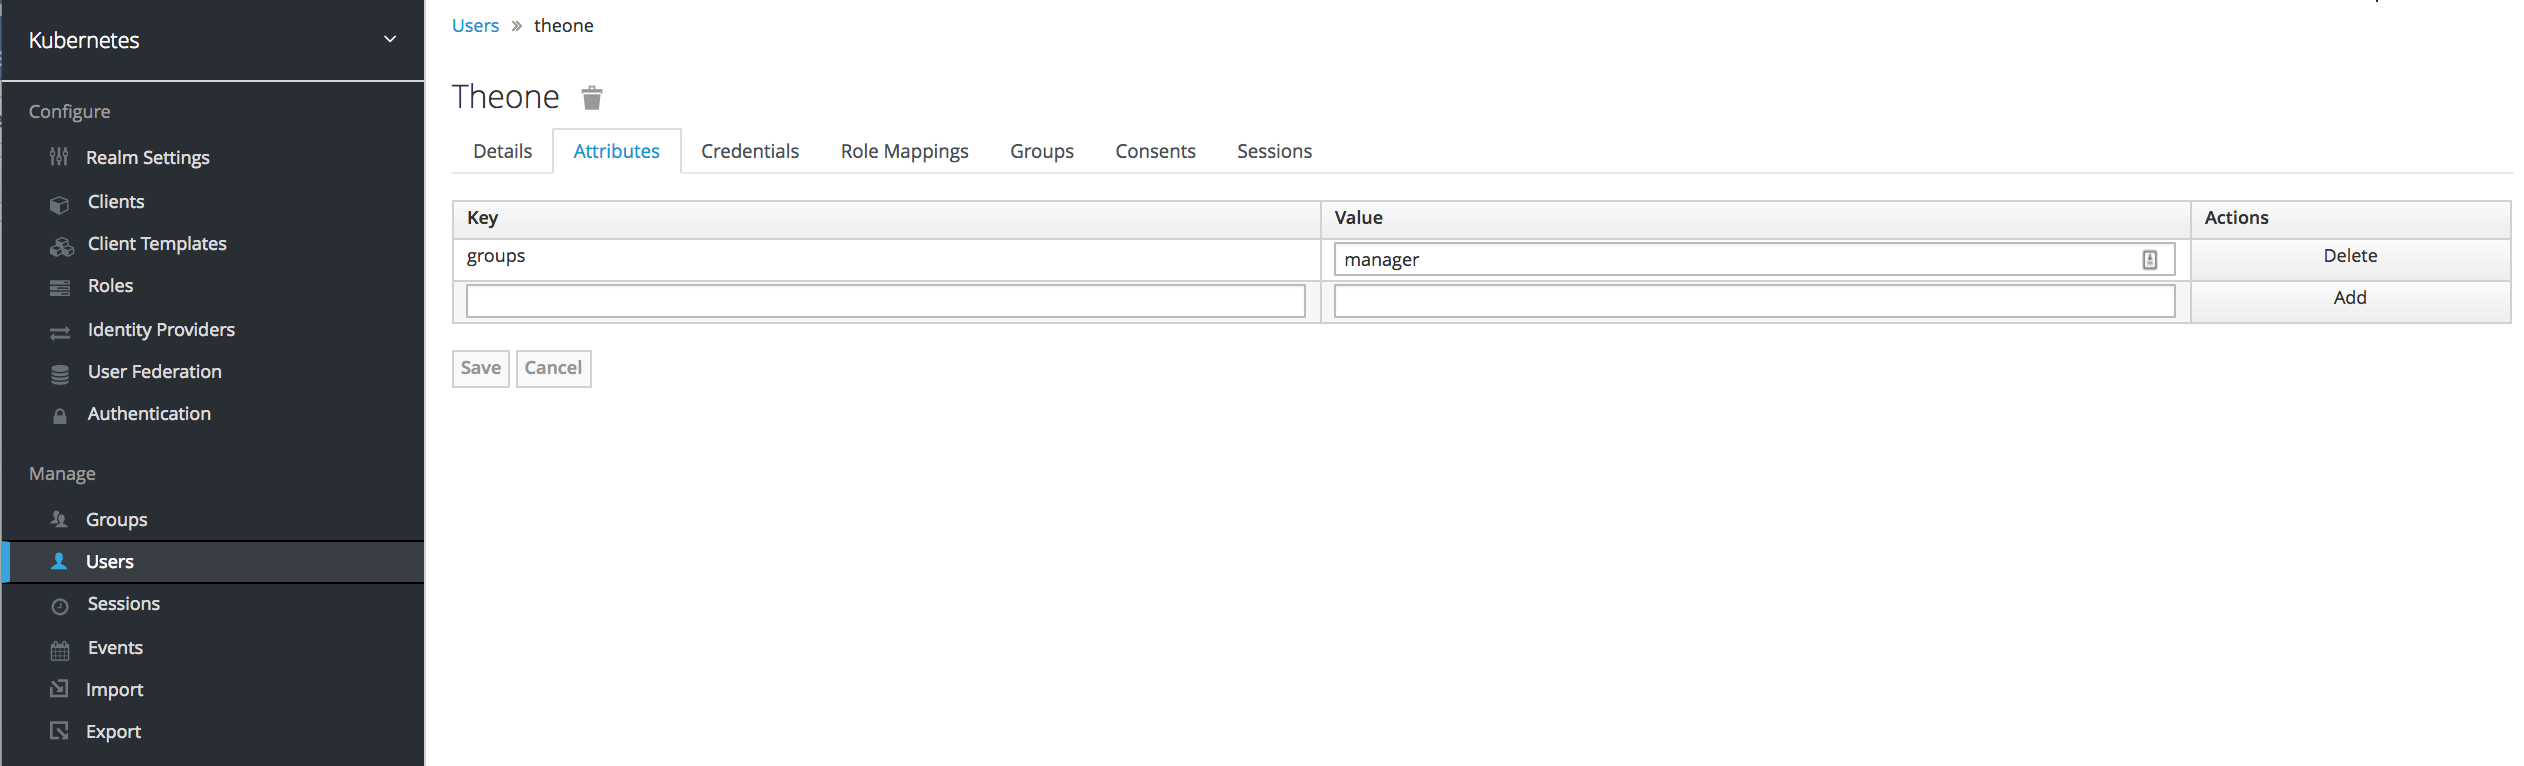 Kubernetes
Configure
Realm Settings
Clients
Client Templates
Roles
Identity Providers
User Federation
Authentication
Manage
Groups
Users
Sessions
Events
Import
Export
Users » theone
Theone
Details Attributes Credentials Role Mappings Groups Consents Sessions
Key Value Actions
groups manager Delete
Add
Save Cancel